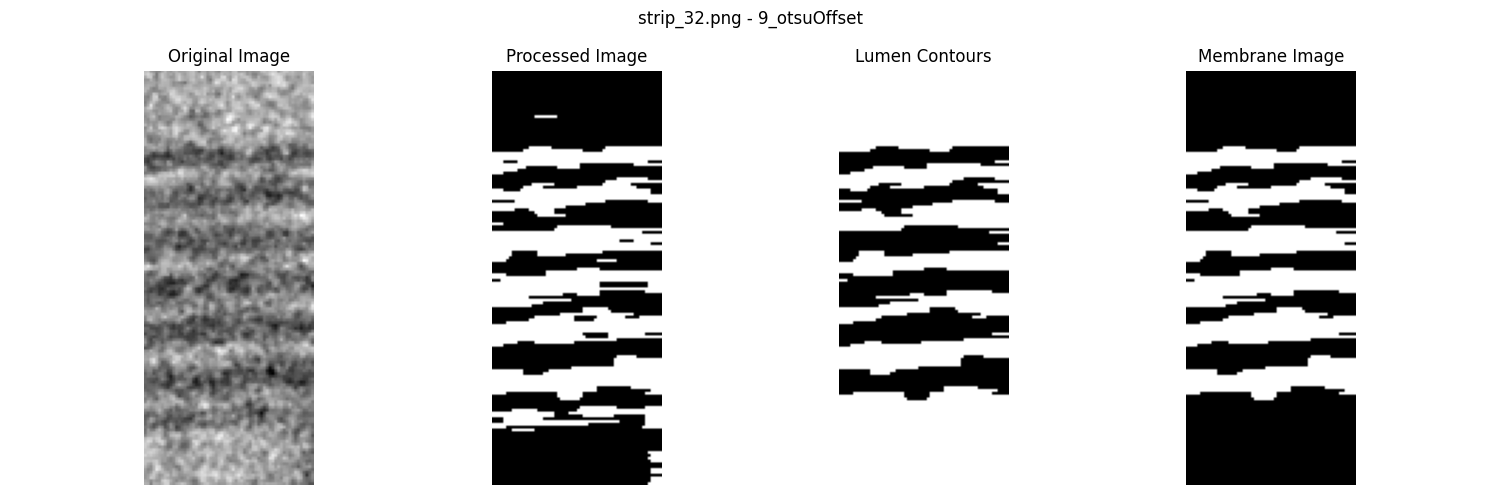 strip_32.png - 9_otsuOffset
Original Image
Processed Image
Lumen Contours
Membrane Image